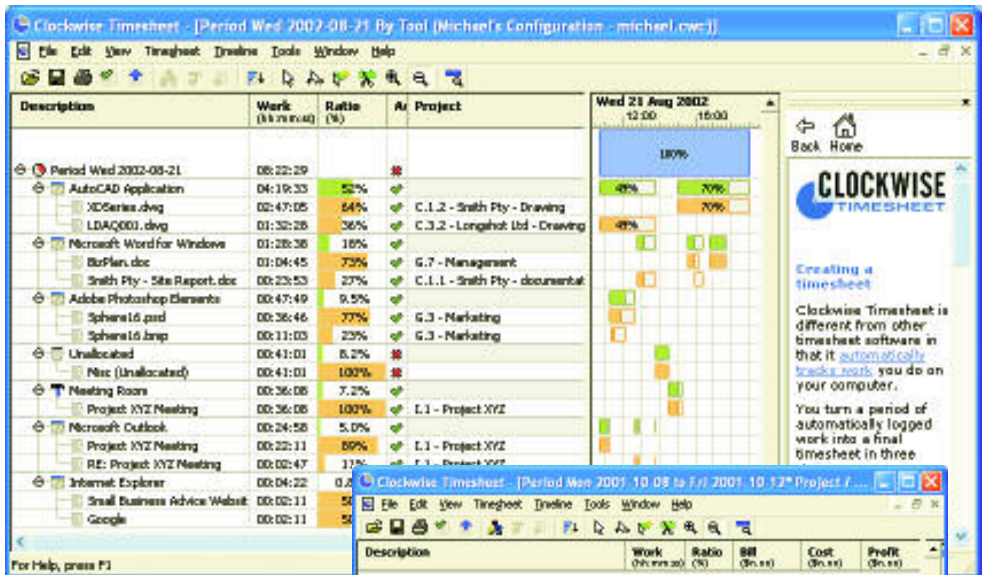 Clockwise Timesheet - [Period Wed 2002-08-21 By Tool (Michael's Configuration - michael.cwc)]
File Edit View Timesheet Timeline Tools Window Help
Description Work (hh:mm:ss) Ratio (%) Project Wed 21 Aug 2002
12:00 16:00
Back Home
100%
Period Wed 2002-08-21 08:22:29
AutoCAD Application 04:19:33 52% 49% 70%
XDSeries.dwg 02:47:05 64% C.1.2 - Smith Pty - Drawing 70%
LDAQ001.dwg 01:32:28 36% C.3.2 - Longshot Ltd - Drawing 49%
Microsoft Word for Windows 01:28:38 18%
BizPlan.doc 01:04:45 73% G.7 - Management
Smith Pty - Site Report.doc 00:23:53 27% C.1.1 - Smith Pty - documentat
Adobe Photoshop Elements 00:47:49 9.5%
Sphere16.psd 00:36:46 77% G.3 - Marketing
Sphere16.bmp 00:11:03 23% G.3 - Marketing
Unallocated 00:41:01 8.2%
Misc (Unallocated) 00:41:01 100%
Meeting Room 00:36:08 7.2%
Project XYZ Meeting 00:36:08 100% I.1 - Project XYZ
Microsoft Outlook 00:24:58 5.0%
Project XYZ Meeting 00:22:11 89% I.1 - Project XYZ
RE: Project XYZ Meeting 00:02:47 11% I.1 - Project XYZ
Internet Explorer 00:04:22
Small Business Advice Websit 00:02:11
Google 00:02:11
For Help, press F1
CLOCKWISE
TIMESHEET
Creating a
timesheet
Clockwise Timesheet is
different from other
timesheet software in
that it automatically
tracks work you do on
your computer.
You turn a period of
automatically logged
work into a final
timesheet in three
Clockwise Timesheet - [Period Mon 2001-10-08 to Fri 2001-10-12* Project / ...
File Edit View Timesheet Timeline Tools Window Help
Description Work (hh:mm:ss) Ratio (%) Bill ($n.nn) Cost ($n.nn) Profit ($n.nn)